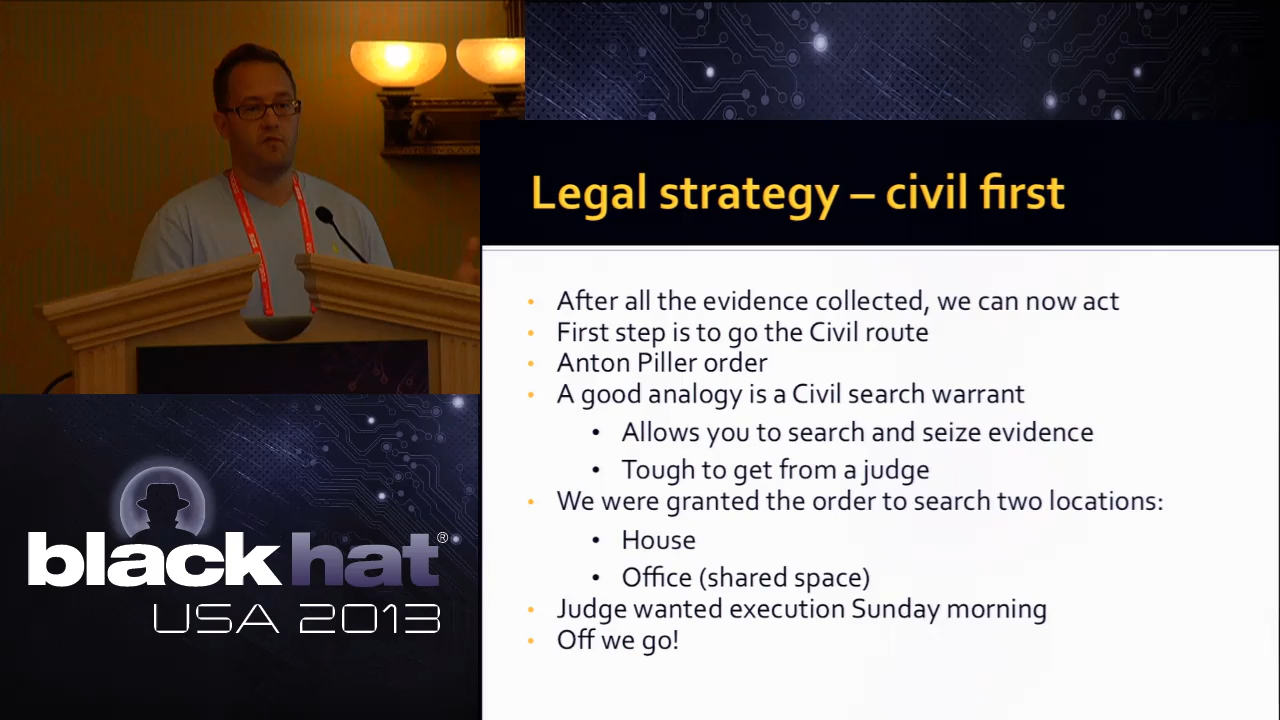 Legal strategy – civil first
• After all the evidence collected, we can now act
• First step is to go the Civil route
• Anton Piller order
• A good analogy is a Civil search warrant
• Allows you to search and seize evidence
• Tough to get from a judge
• We were granted the order to search two locations:
• House
• Office (shared space)
• Judge wanted execution Sunday morning
• Off we go!
blackhat®
USA 2013